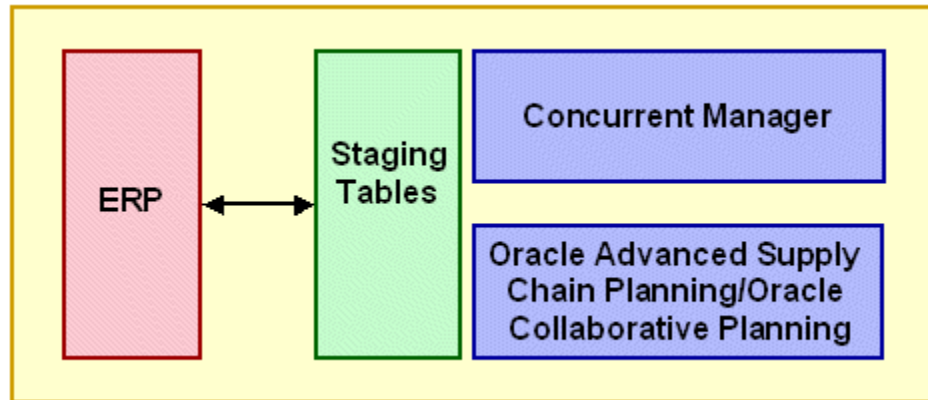 ERP
Staging
Tables
Concurrent Manager
Oracle Advanced Supply
Chain Planning/Oracle
Collaborative Planning